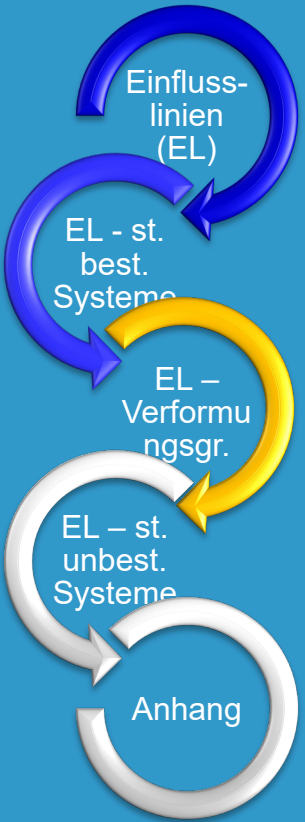 Einfluss-
linien
(EL)
EL - st.
best.
Systeme
EL –
Verformu
ngsgr.
EL – st.
unbest.
Systeme
Anhang